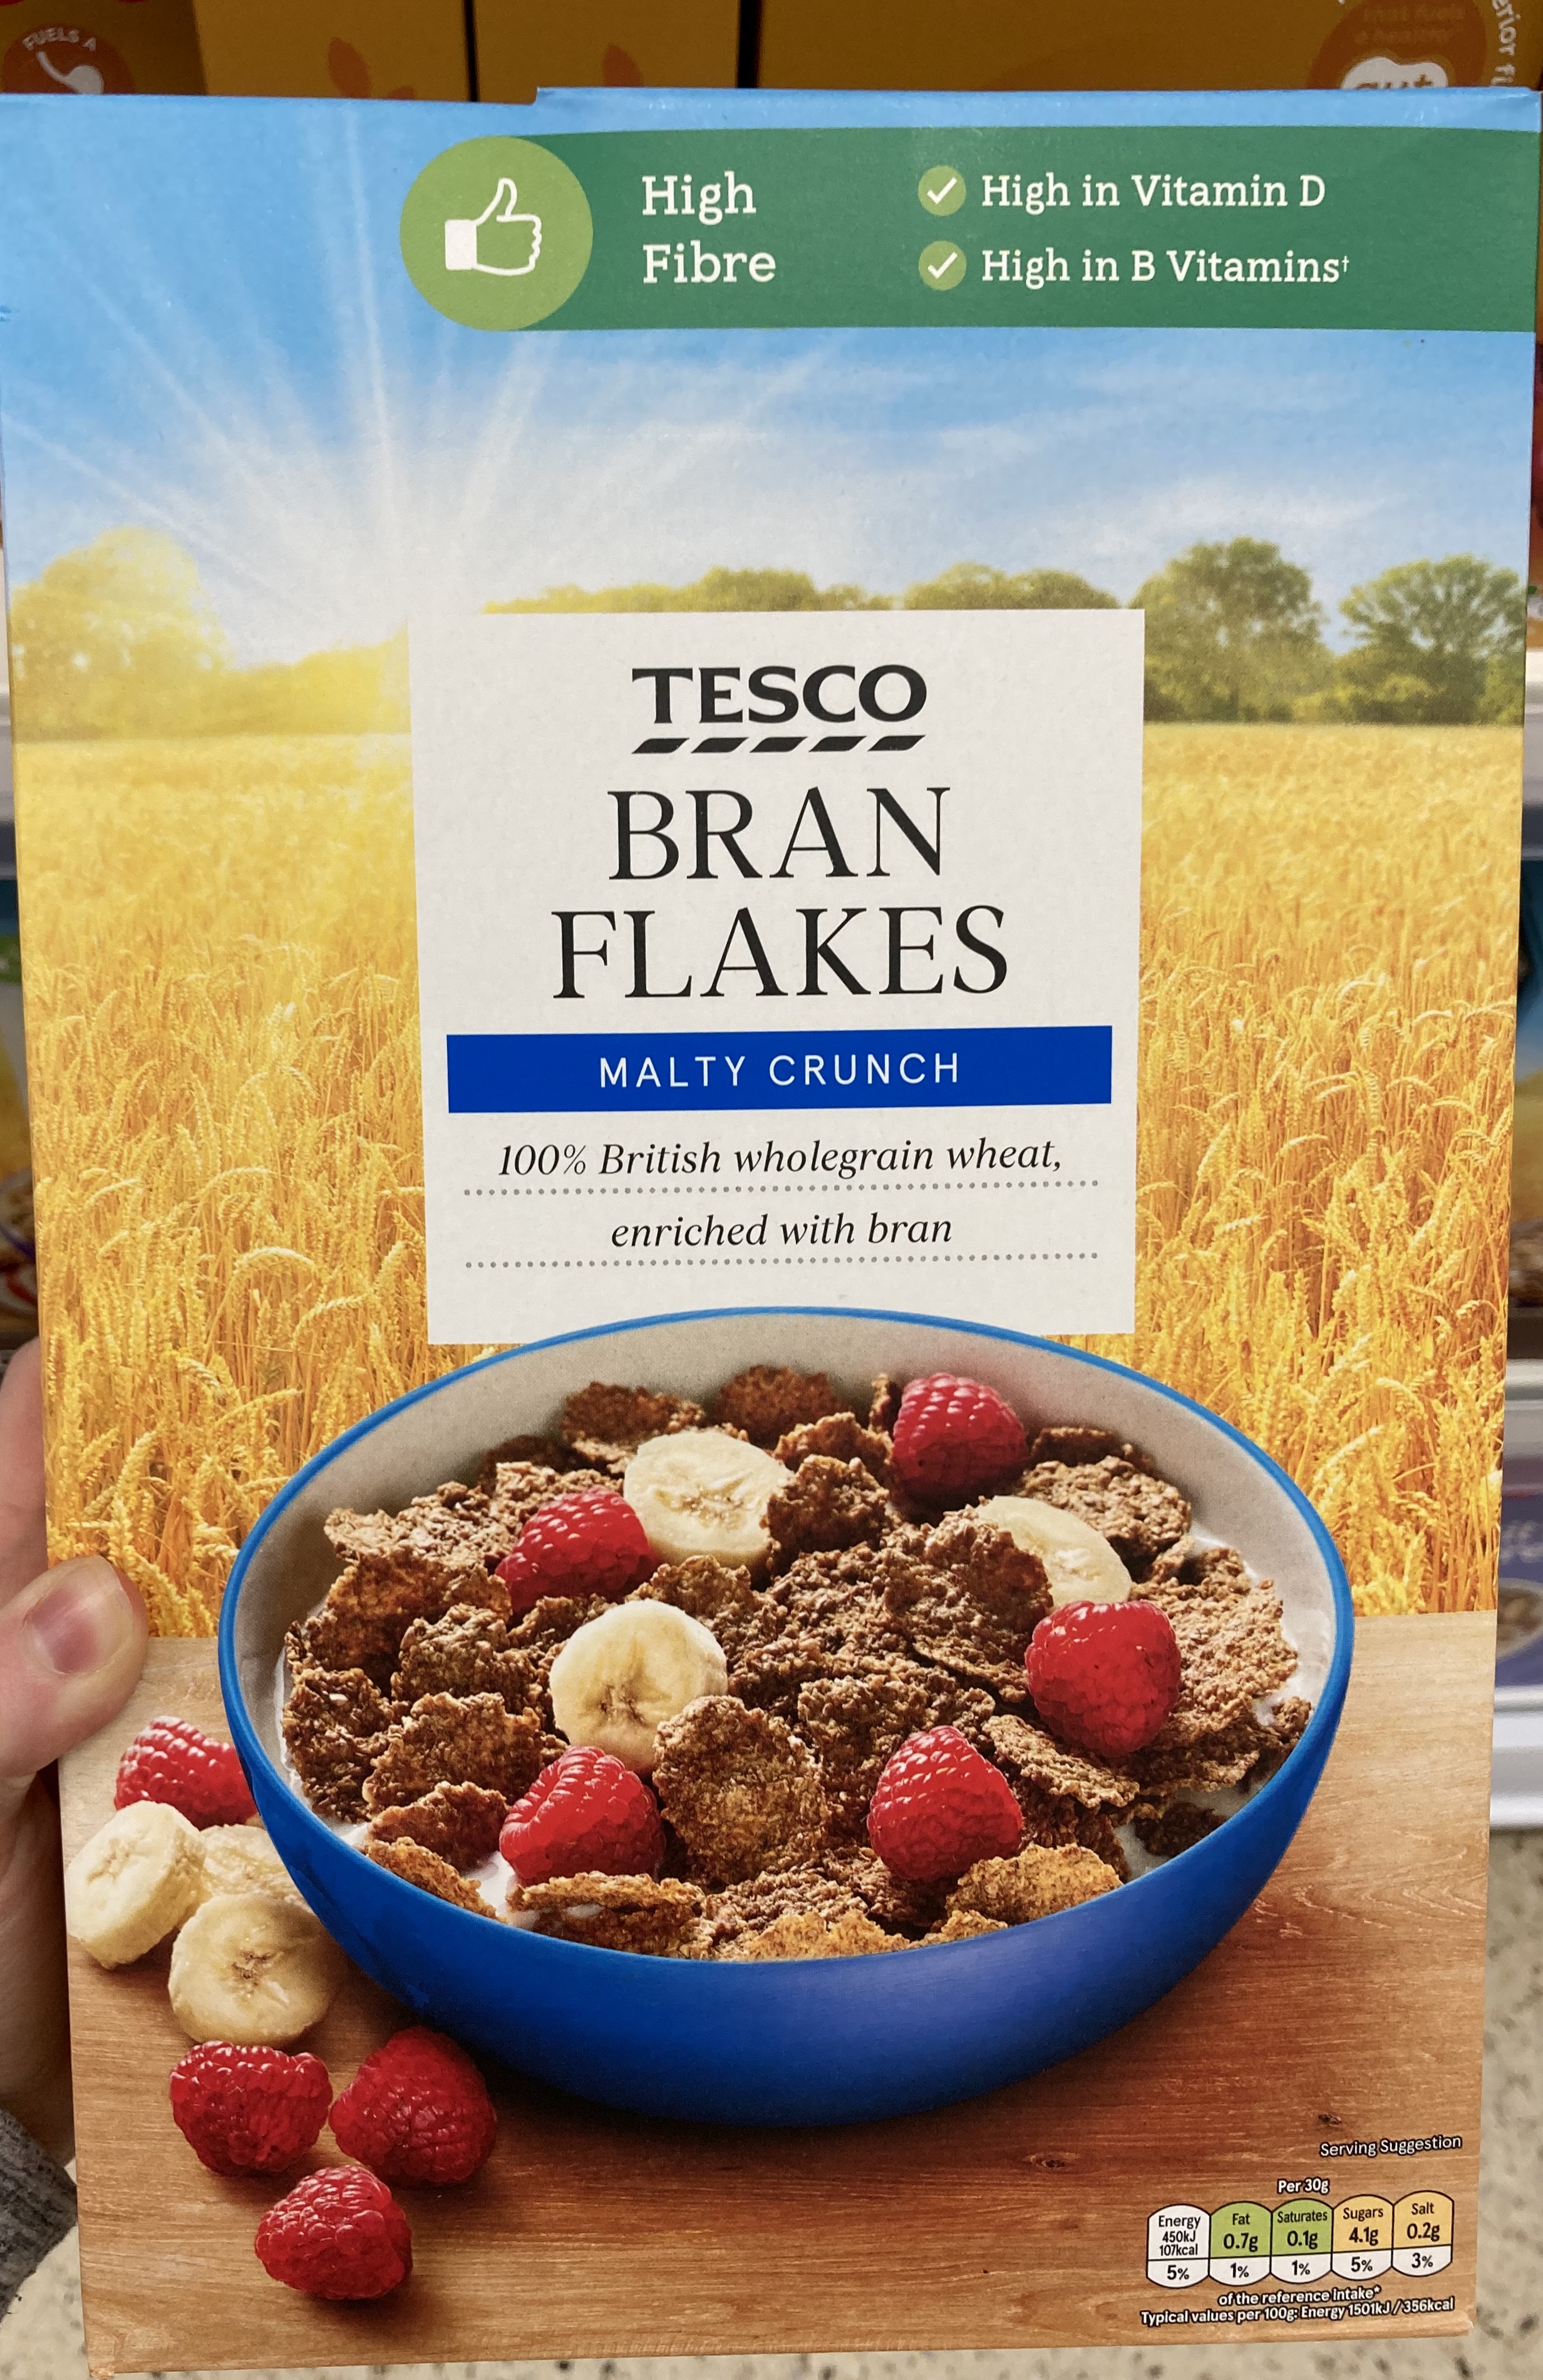 FUELS A
High
Fibre
High in Vitamin D
High in B Vitamins†
TESCO
BRAN
FLAKES
MALTY CRUNCH
100% British wholegrain wheat,
enriched with bran
Serving Suggestion
Per 30g
Energy 450kJ 107kcal 5%
Fat 0.7g 1%
Saturates 0.1g 1%
Sugars 4.1g 5%
Salt 0.2g 3%
of the reference intake*
Typical values per 100g: Energy 1501kJ / 356kcal